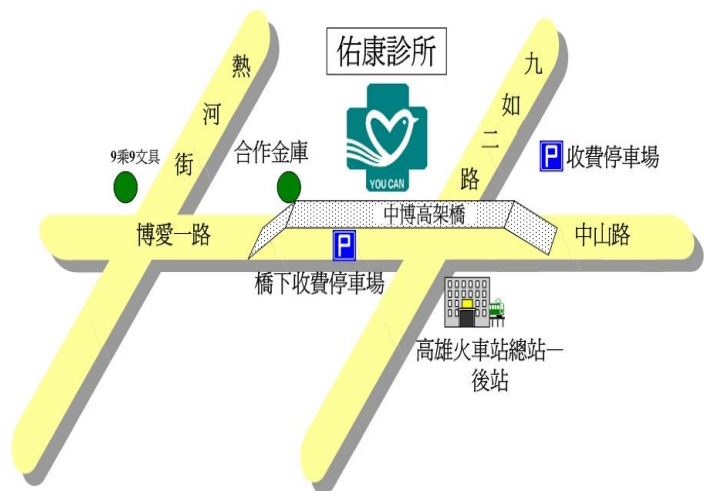 佑康診所
熱河街
九如二路
9乘9文具
合作金庫
YOU CAN
P 收費停車場
中博高架橋
博愛一路
中山路
P
橋下收費停車場
高雄火車站總站—
後站